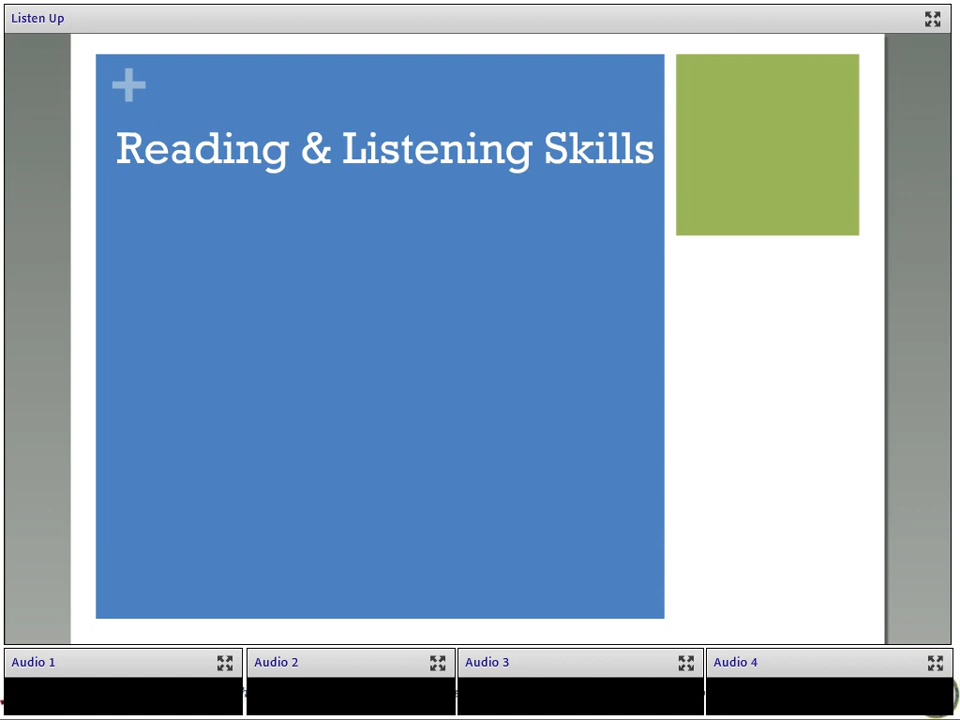 Listen Up
+
Reading & Listening Skills
Audio 1
Audio 2
Audio 3
Audio 4